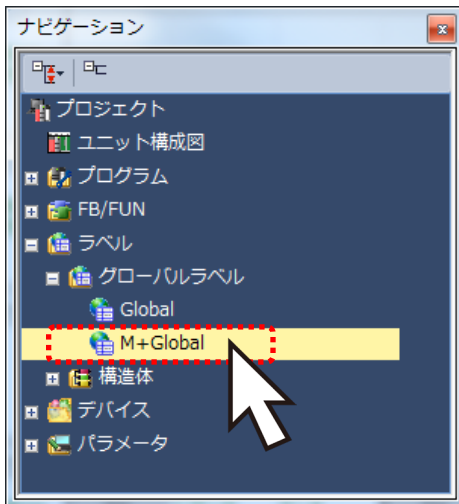 ナビゲーション
プロジェクト
ユニット構成図
プログラム
FB/FUN
ラベル
グローバルラベル
Global
M+Global
構造体
デバイス
パラメータ